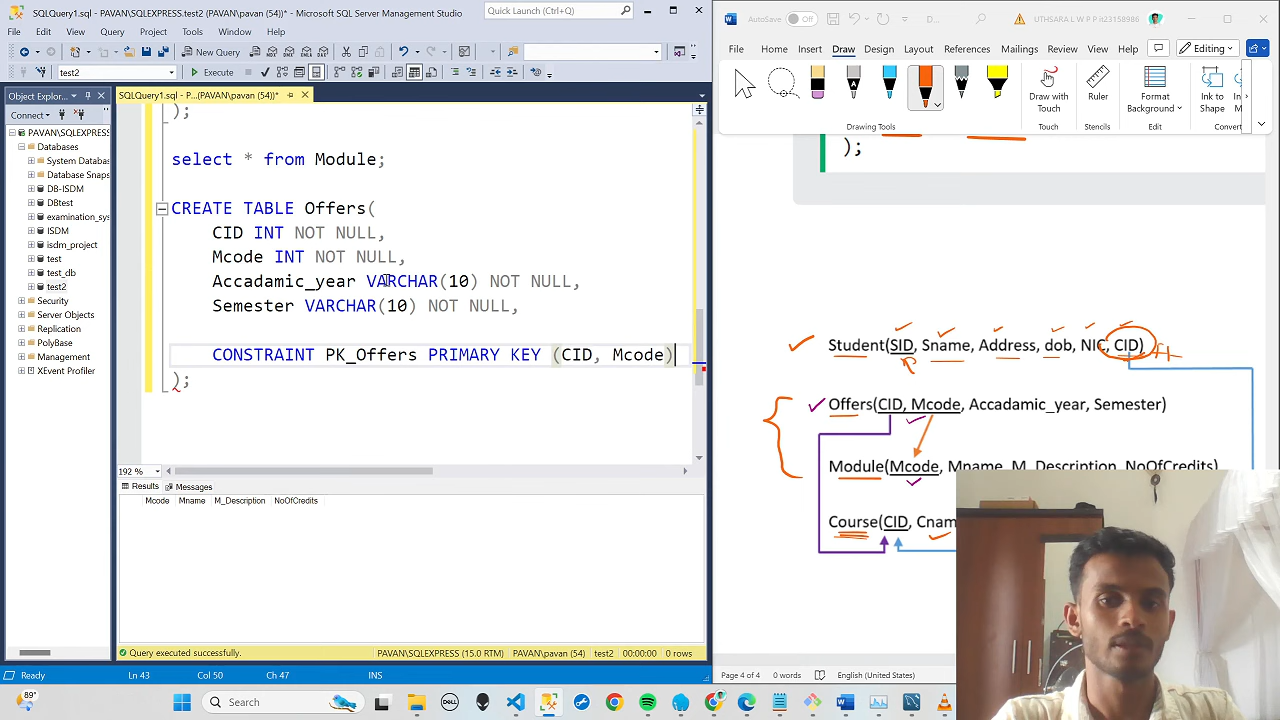 SQLQuery1.sql - PAVAN\SQLEXPRESS.test2 (PAVAN\pavan (54))* - Microsoft SQL Server Management Studio
Quick Launch (Ctrl+Q)
File Edit View Query Project Tools Window Help
New Query
test2
Execute
Object Explor...
SQLQuery1.sql - ...(PAVAN\pavan (54))*
Connect
PAVAN\SQLEXPRESS
Databases
System Databa
Database Snaps
DB-ISDM
DBtest
examination_sy
ISDM
isdm_project
test
test_db
test2
Security
Server Objects
Replication
PolyBase
Management
XEvent Profiler
);
select * from Module;
CREATE TABLE Offers(
CID INT NOT NULL,
Mcode INT NOT NULL,
Accadamic_year VARCHAR(10) NOT NULL,
Semester VARCHAR(10) NOT NULL,
CONSTRAINT PK_Offers PRIMARY KEY (CID, Mcode)
);
192 %
Results Messages
Mcode Mname M_Description NoOfCredits
Query executed successfully.
PAVAN\SQLEXPRESS (15.0 RTM)
PAVAN\pavan (54)
test2
00:00:00
0 rows
Ready
Ln 43
Col 50
Ch 47
INS
AutoSave Off
D...
UTHSARA L W P P it23158986
File Home Insert Draw Design Layout References Mailings Review View Help
Editing
Draw with Touch
Ruler
Format Background
Ink to Shape
Drawing Tools
Touch
Stencils
Edit
Convert
);
Student(SID, Sname, Address, dob, NIC, CID)
Offers(CID, Mcode, Accadamic_year, Semester)
Module(Mcode, Mname, M_Description, NoOfCredits)
Course(CID, Cnam
Page 4 of 4
0 words
English (United States)
89°
Search
DELL